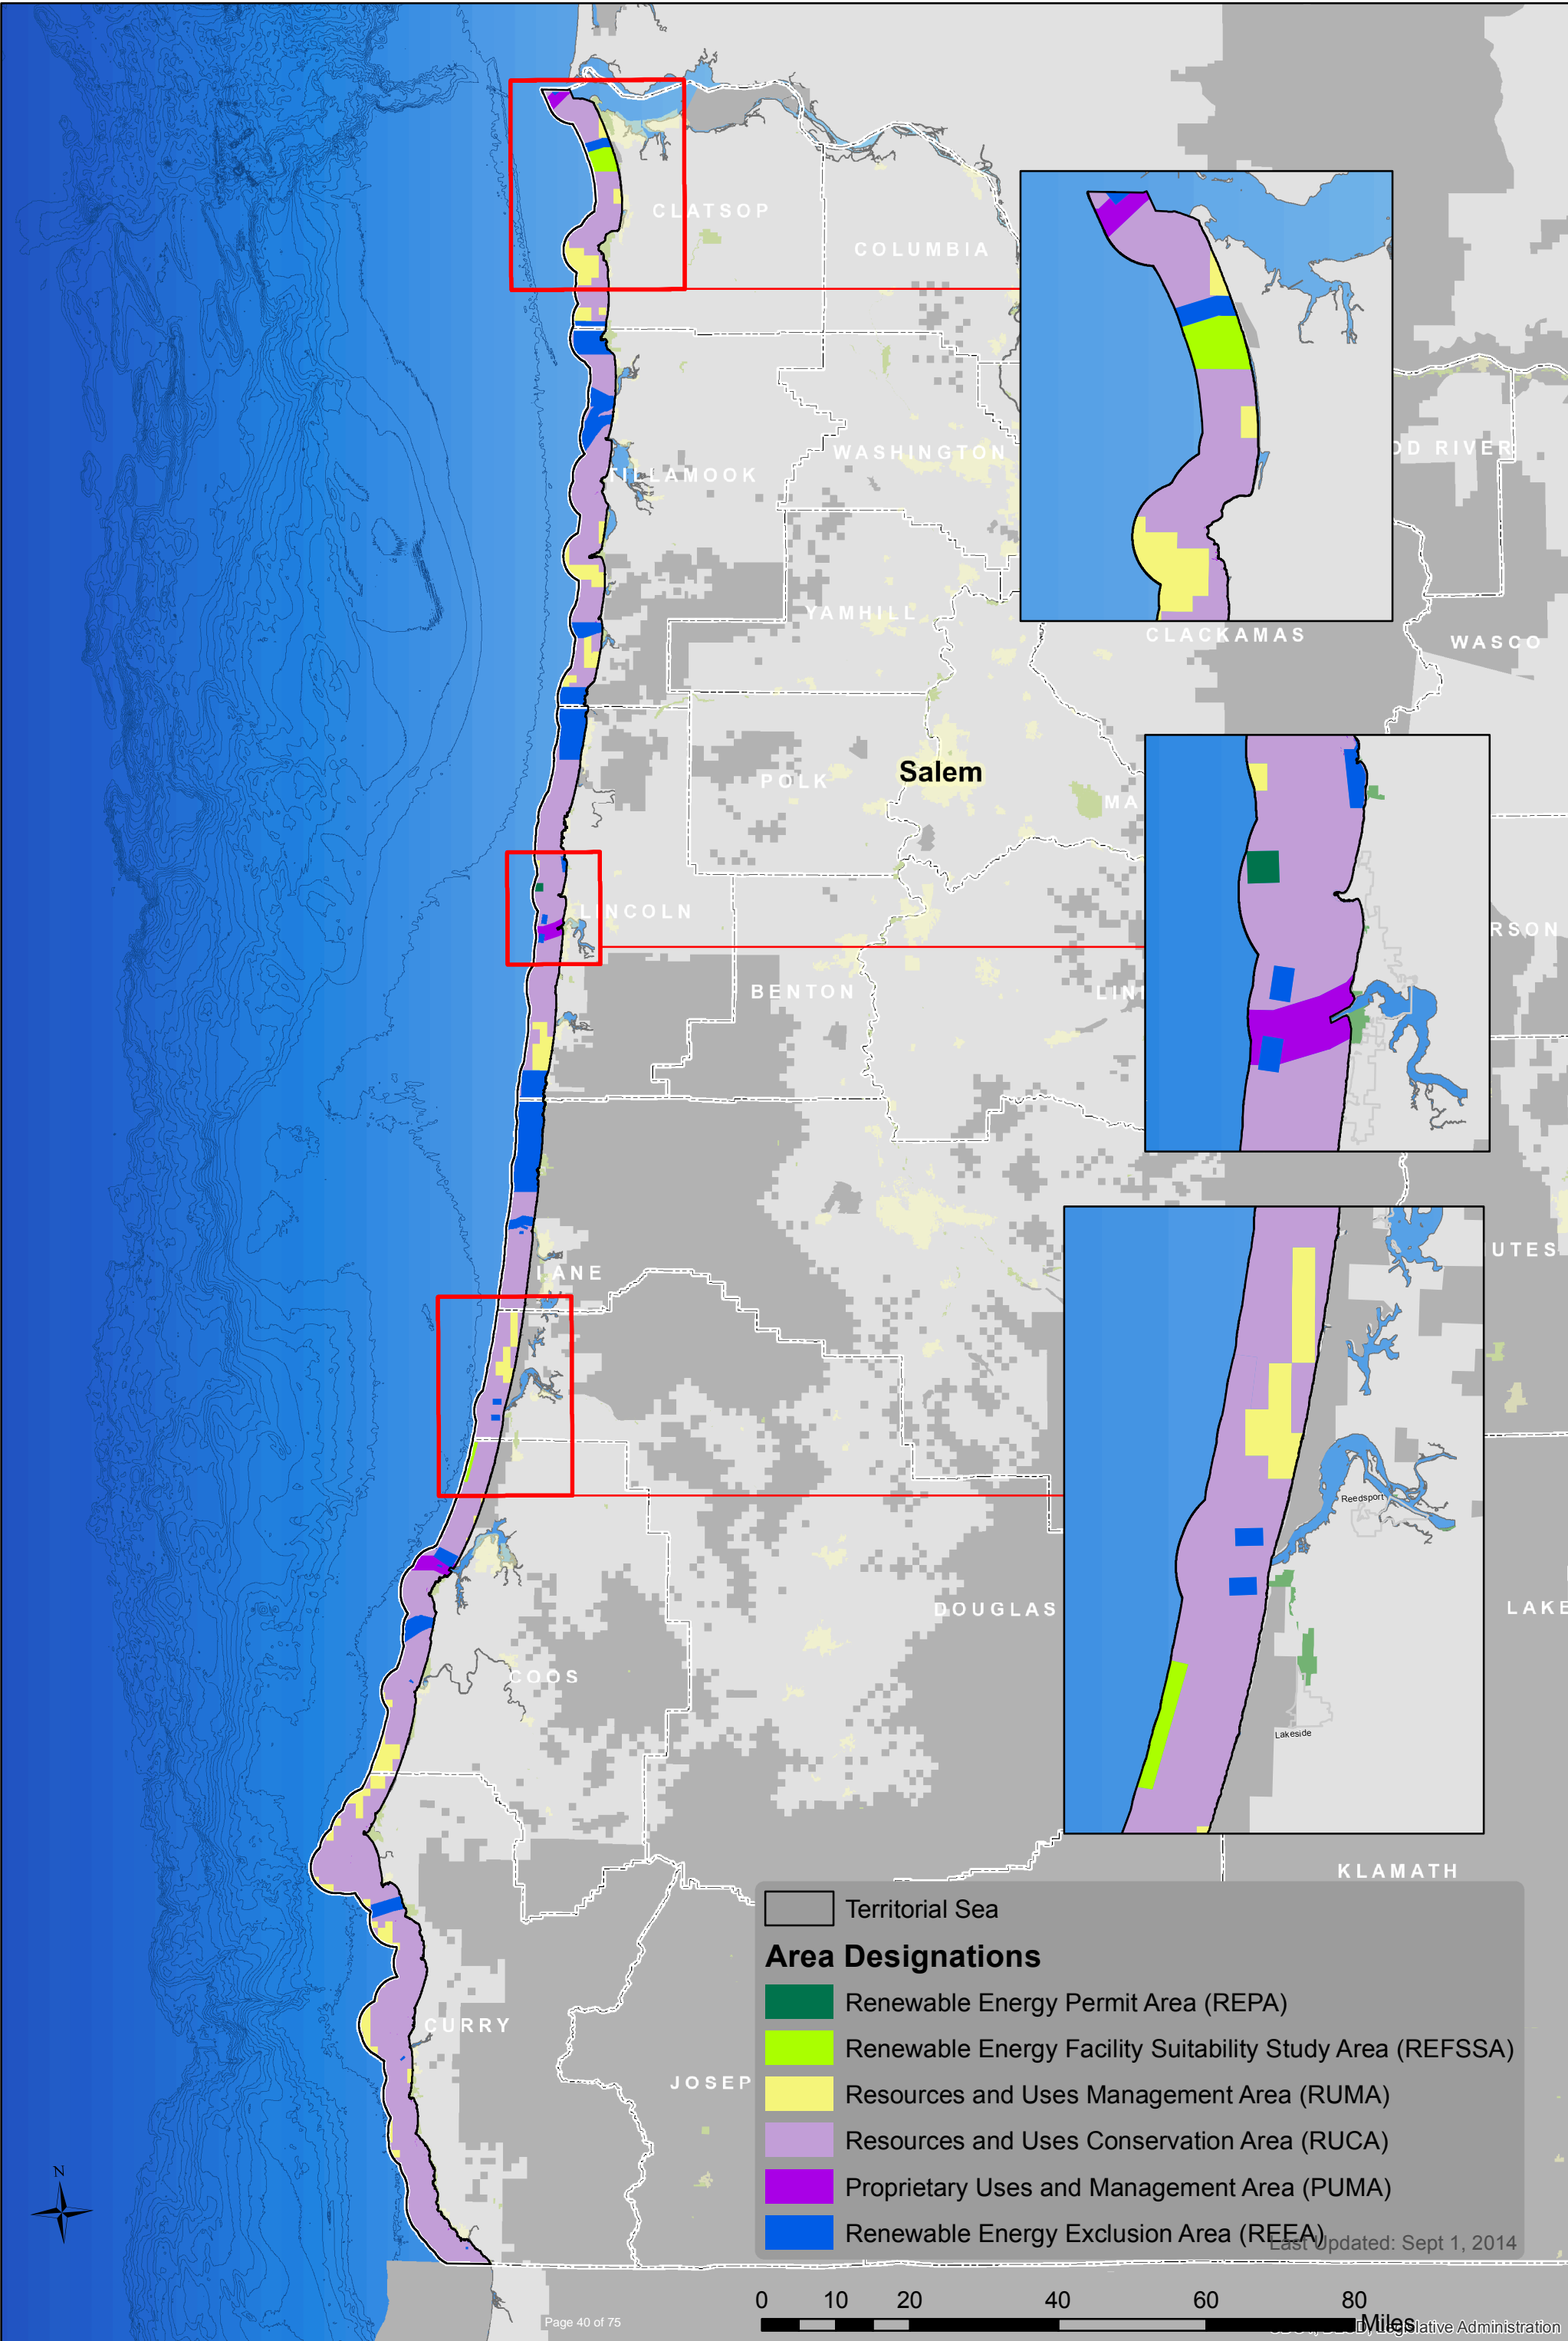 CLATSOP
COLUMBIA
TILLAMOOK
WASHINGTON
OD RIVER
YAMHILL
CLACKAMAS
WASCO
Salem
POLK
MA
LINCOLN
RSON
BENTON
LIN
LANE
UTES
Reedsport
DOUGLAS
LAKE
COOS
Lakeside
KLAMATH
CURRY
JOSEP
Territorial Sea
Area Designations
Renewable Energy Permit Area (REPA)
Renewable Energy Facility Suitability Study Area (REFSSA)
Resources and Uses Management Area (RUMA)
Resources and Uses Conservation Area (RUCA)
Proprietary Uses and Management Area (PUMA)
Renewable Energy Exclusion Area (REEA)
Last Updated: Sept 1, 2014
N
0 10 20 40 60 80
Miles
Page 40 of 75
Legislative Administration